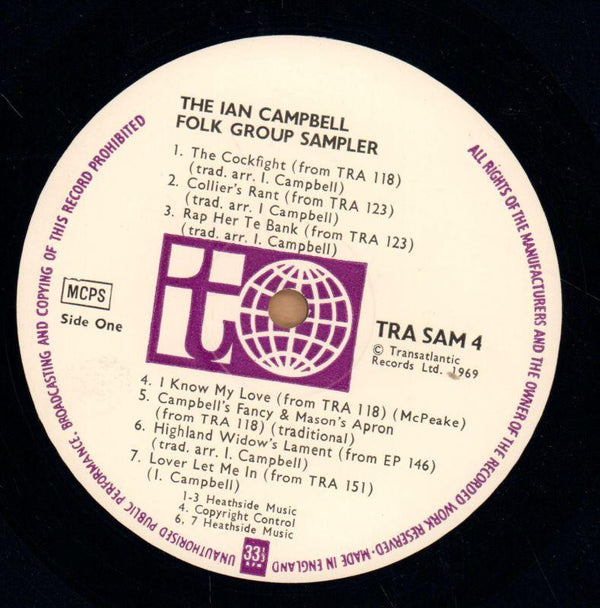 THE IAN CAMPBELL
FOLK GROUP SAMPLER
1. The Cockfight (from TRA 118)
(trad. arr. I. Campbell)
2. Collier's Rant (from TRA 123)
(trad. arr. I Campbell)
3. Rap Her Te Bank (from TRA 123)
(trad. arr. I. Campbell)
MCPS
Side One
it
TRA SAM 4
© Transatlantic
Records Ltd. 1969
4. I Know My Love (from TRA 118) (McPeake)
5. Campbell's Fancy & Mason's Apron
(from TRA 118) (traditional)
6. Highland Widow's Lament (from EP 146)
(trad. arr. I. Campbell)
7. Lover Let Me In (from TRA 151)
(I. Campbell)
1-3 Heathside Music
4. Copyright Control
6, 7 Heathside Music
33⅓
RPM
ALL RIGHTS OF THE MANUFACTURERS AND THE OWNER OF THE RECORDED WORK RESERVED · MADE IN ENGLAND
UNAUTHORISED PUBLIC PERFORMANCE, BROADCASTING AND COPYING OF THIS RECORD PROHIBITED